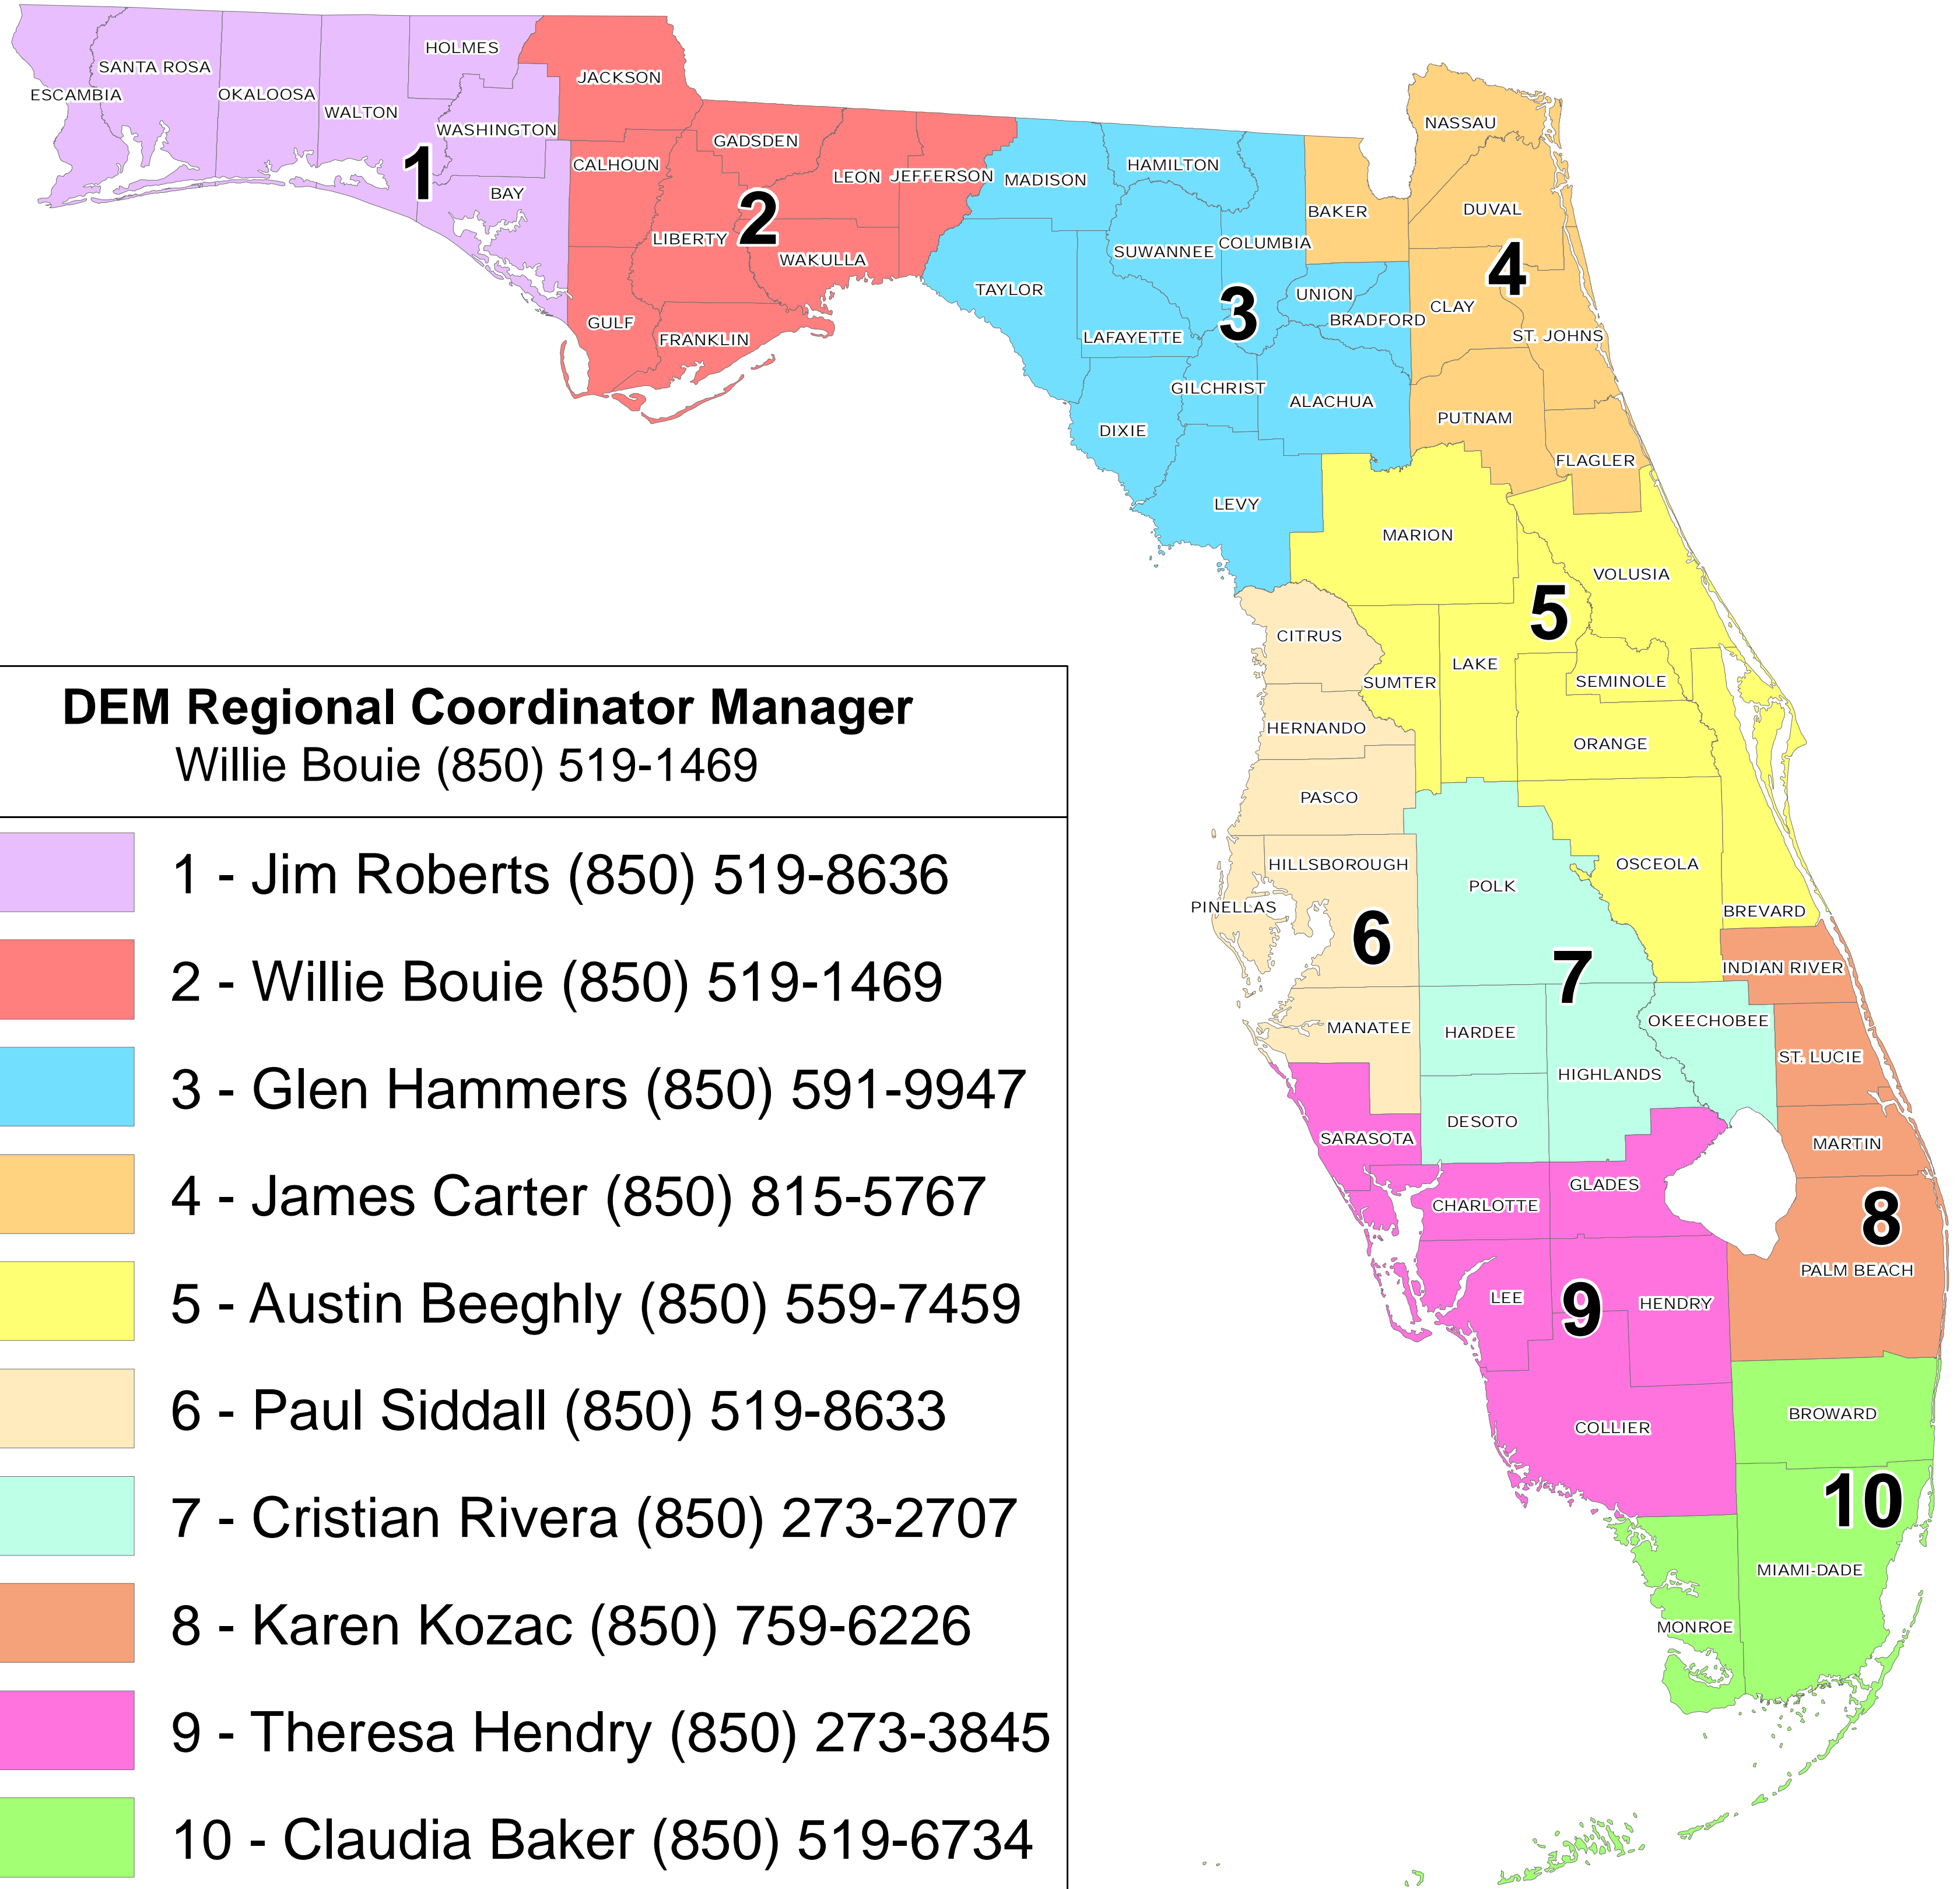 HOLMES
SANTA ROSA
JACKSON
ESCAMBIA
OKALOOSA
WALTON
WASHINGTON
NASSAU
GADSDEN
CALHOUN
HAMILTON
1
LEON
JEFFERSON
MADISON
BAY
2
BAKER
DUVAL
LIBERTY
WAKULLA
SUWANNEE
COLUMBIA
4
TAYLOR
UNION
3
CLAY
GULF
BRADFORD
FRANKLIN
LAFAYETTE
ST. JOHNS
GILCHRIST
ALACHUA
DIXIE
PUTNAM
FLAGLER
LEVY
MARION
VOLUSIA
5
CITRUS
LAKE
SUMTER
SEMINOLE
HERNANDO
ORANGE
PASCO
HILLSBOROUGH
OSCEOLA
POLK
PINELLAS
BREVARD
6
INDIAN RIVER
7
MANATEE
HARDEE
OKEECHOBEE
ST. LUCIE
HIGHLANDS
DESOTO
SARASOTA
MARTIN
GLADES
CHARLOTTE
8
PALM BEACH
LEE
9
HENDRY
BROWARD
COLLIER
10
MIAMI-DADE
MONROE
DEM Regional Coordinator Manager
Willie Bouie (850) 519-1469
1 - Jim Roberts (850) 519-8636
2 - Willie Bouie (850) 519-1469
3 - Glen Hammers (850) 591-9947
4 - James Carter (850) 815-5767
5 - Austin Beeghly (850) 559-7459
6 - Paul Siddall (850) 519-8633
7 - Cristian Rivera (850) 273-2707
8 - Karen Kozac (850) 759-6226
9 - Theresa Hendry (850) 273-3845
10 - Claudia Baker (850) 519-6734